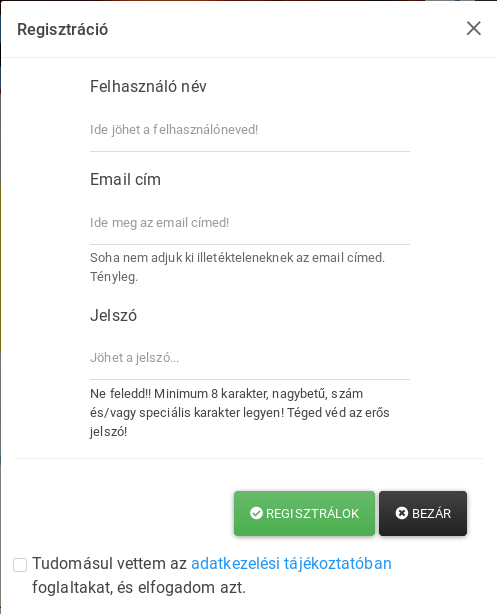 Regisztráció
Felhasználó név
Ide jöhet a felhasználóneved!
Email cím
Ide meg az email címed!
Soha nem adjuk ki illetékteleneknek az email címed.
Tényleg.
Jelszó
Jöhet a jelszó...
Ne feledd!! Minimum 8 karakter, nagybetű, szám
és/vagy speciális karakter legyen! Téged véd az erős
jelszó!
REGISZTRÁLOK BEZÁR
Tudomásul vettem az adatkezelési tájékoztatóban
foglaltakat, és elfogadom azt.